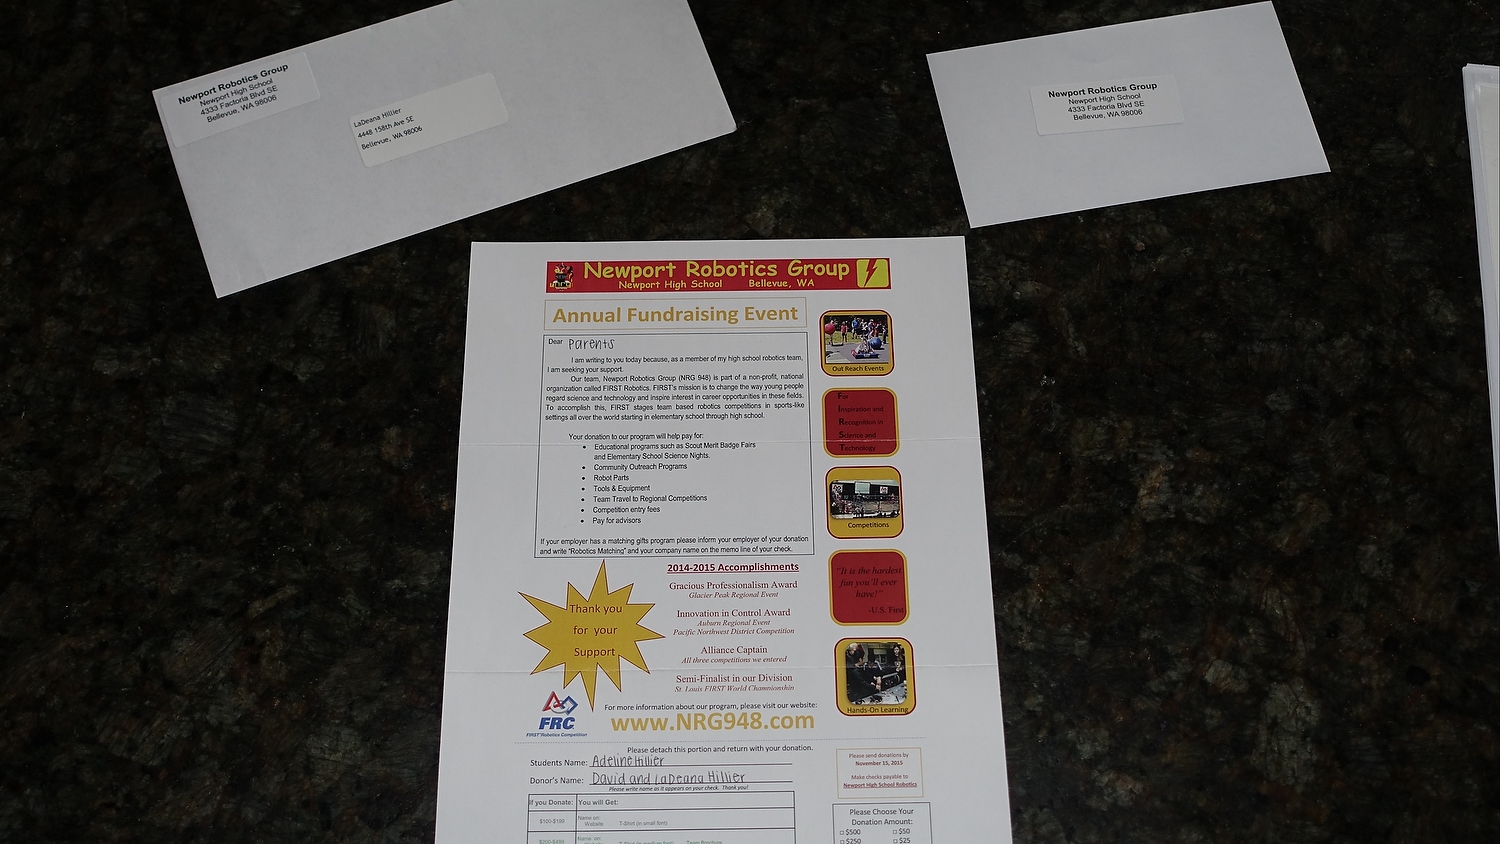 Newport Robotics Group
Newport High School
4333 Factoria Blvd SE
Bellevue, WA 98006
LaDeana Hillier
4448 158th Ave SE
Bellevue, WA 98006
Newport Robotics Group
Newport High School
4333 Factoria Blvd SE
Bellevue, WA 98006
Newport Robotics Group
Newport High School Bellevue, WA
Annual Fundraising Event
Dear Parents
I am writing to you today because, as a member of my high school robotics team,
I am seeking your support.
Our team, Newport Robotics Group (NRG 948) is part of a non-profit, national
organization called FIRST Robotics. FIRST's mission is to change the way young people
regard science and technology and inspire interest in career opportunities in these fields.
To accomplish this, FIRST stages team based robotics competitions in sports-like
settings all over the world starting in elementary school through high school.
Your donation to our program will help pay for:
• Educational programs such as Scout Merit Badge Fairs
and Elementary School Science Nights.
• Community Outreach Programs
• Robot Parts
• Tools & Equipment
• Team Travel to Regional Competitions
• Competition entry fees
• Pay for advisors
If your employer has a matching gifts program please inform your employer of your donation
and write "Robotics Matching" and your company name on the memo line of your check.
Out Reach Events
For
Inspiration and
Recognition in
Science and
Technology
Competitions
"It is the hardest
fun you'll ever
have!"
-U.S. First
Hands-On Learning
Thank you
for your
Support
2014-2015 Accomplishments
Gracious Professionalism Award
Glacier Peak Regional Event
Innovation in Control Award
Auburn Regional Event
Pacific Northwest District Competition
Alliance Captain
All three competitions we entered
Semi-Finalist in our Division
St. Louis FIRST World Championship
FRC
FIRST Robotics Competition
For more information about our program, please visit our website:
www.NRG948.com
Please detach this portion and return with your donation.
Students Name: Adeline Hillier
Donor's Name: David and LaDeana Hillier
Please write name as it appears on your check. Thank you!
If you Donate: You will Get:
$100-$199 Name on:
Website T-Shirt (in small font)
$200-$499 Name on:
Please send donations by
November 15, 2015
Make checks payable to
Newport High School Robotics
Please Choose Your
Donation Amount:
□ $500 □ $50
□ $250 □ $25